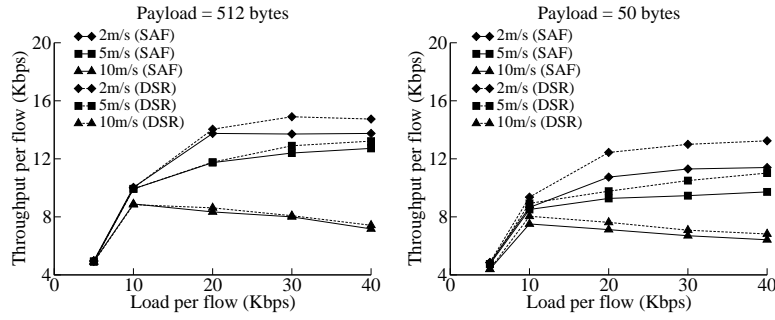 Payload = 512 bytes
Throughput per flow (Kbps)
20
16
12
8
4
2m/s (SAF)
5m/s (SAF)
10m/s (SAF)
2m/s (DSR)
5m/s (DSR)
10m/s (DSR)
0 10 20 30 40
Load per flow (Kbps)
Payload = 50 bytes
Throughput per flow (Kbps)
20
16
12
8
4
2m/s (SAF)
5m/s (SAF)
10m/s (SAF)
2m/s (DSR)
5m/s (DSR)
10m/s (DSR)
0 10 20 30 40
Load per flow (Kbps)